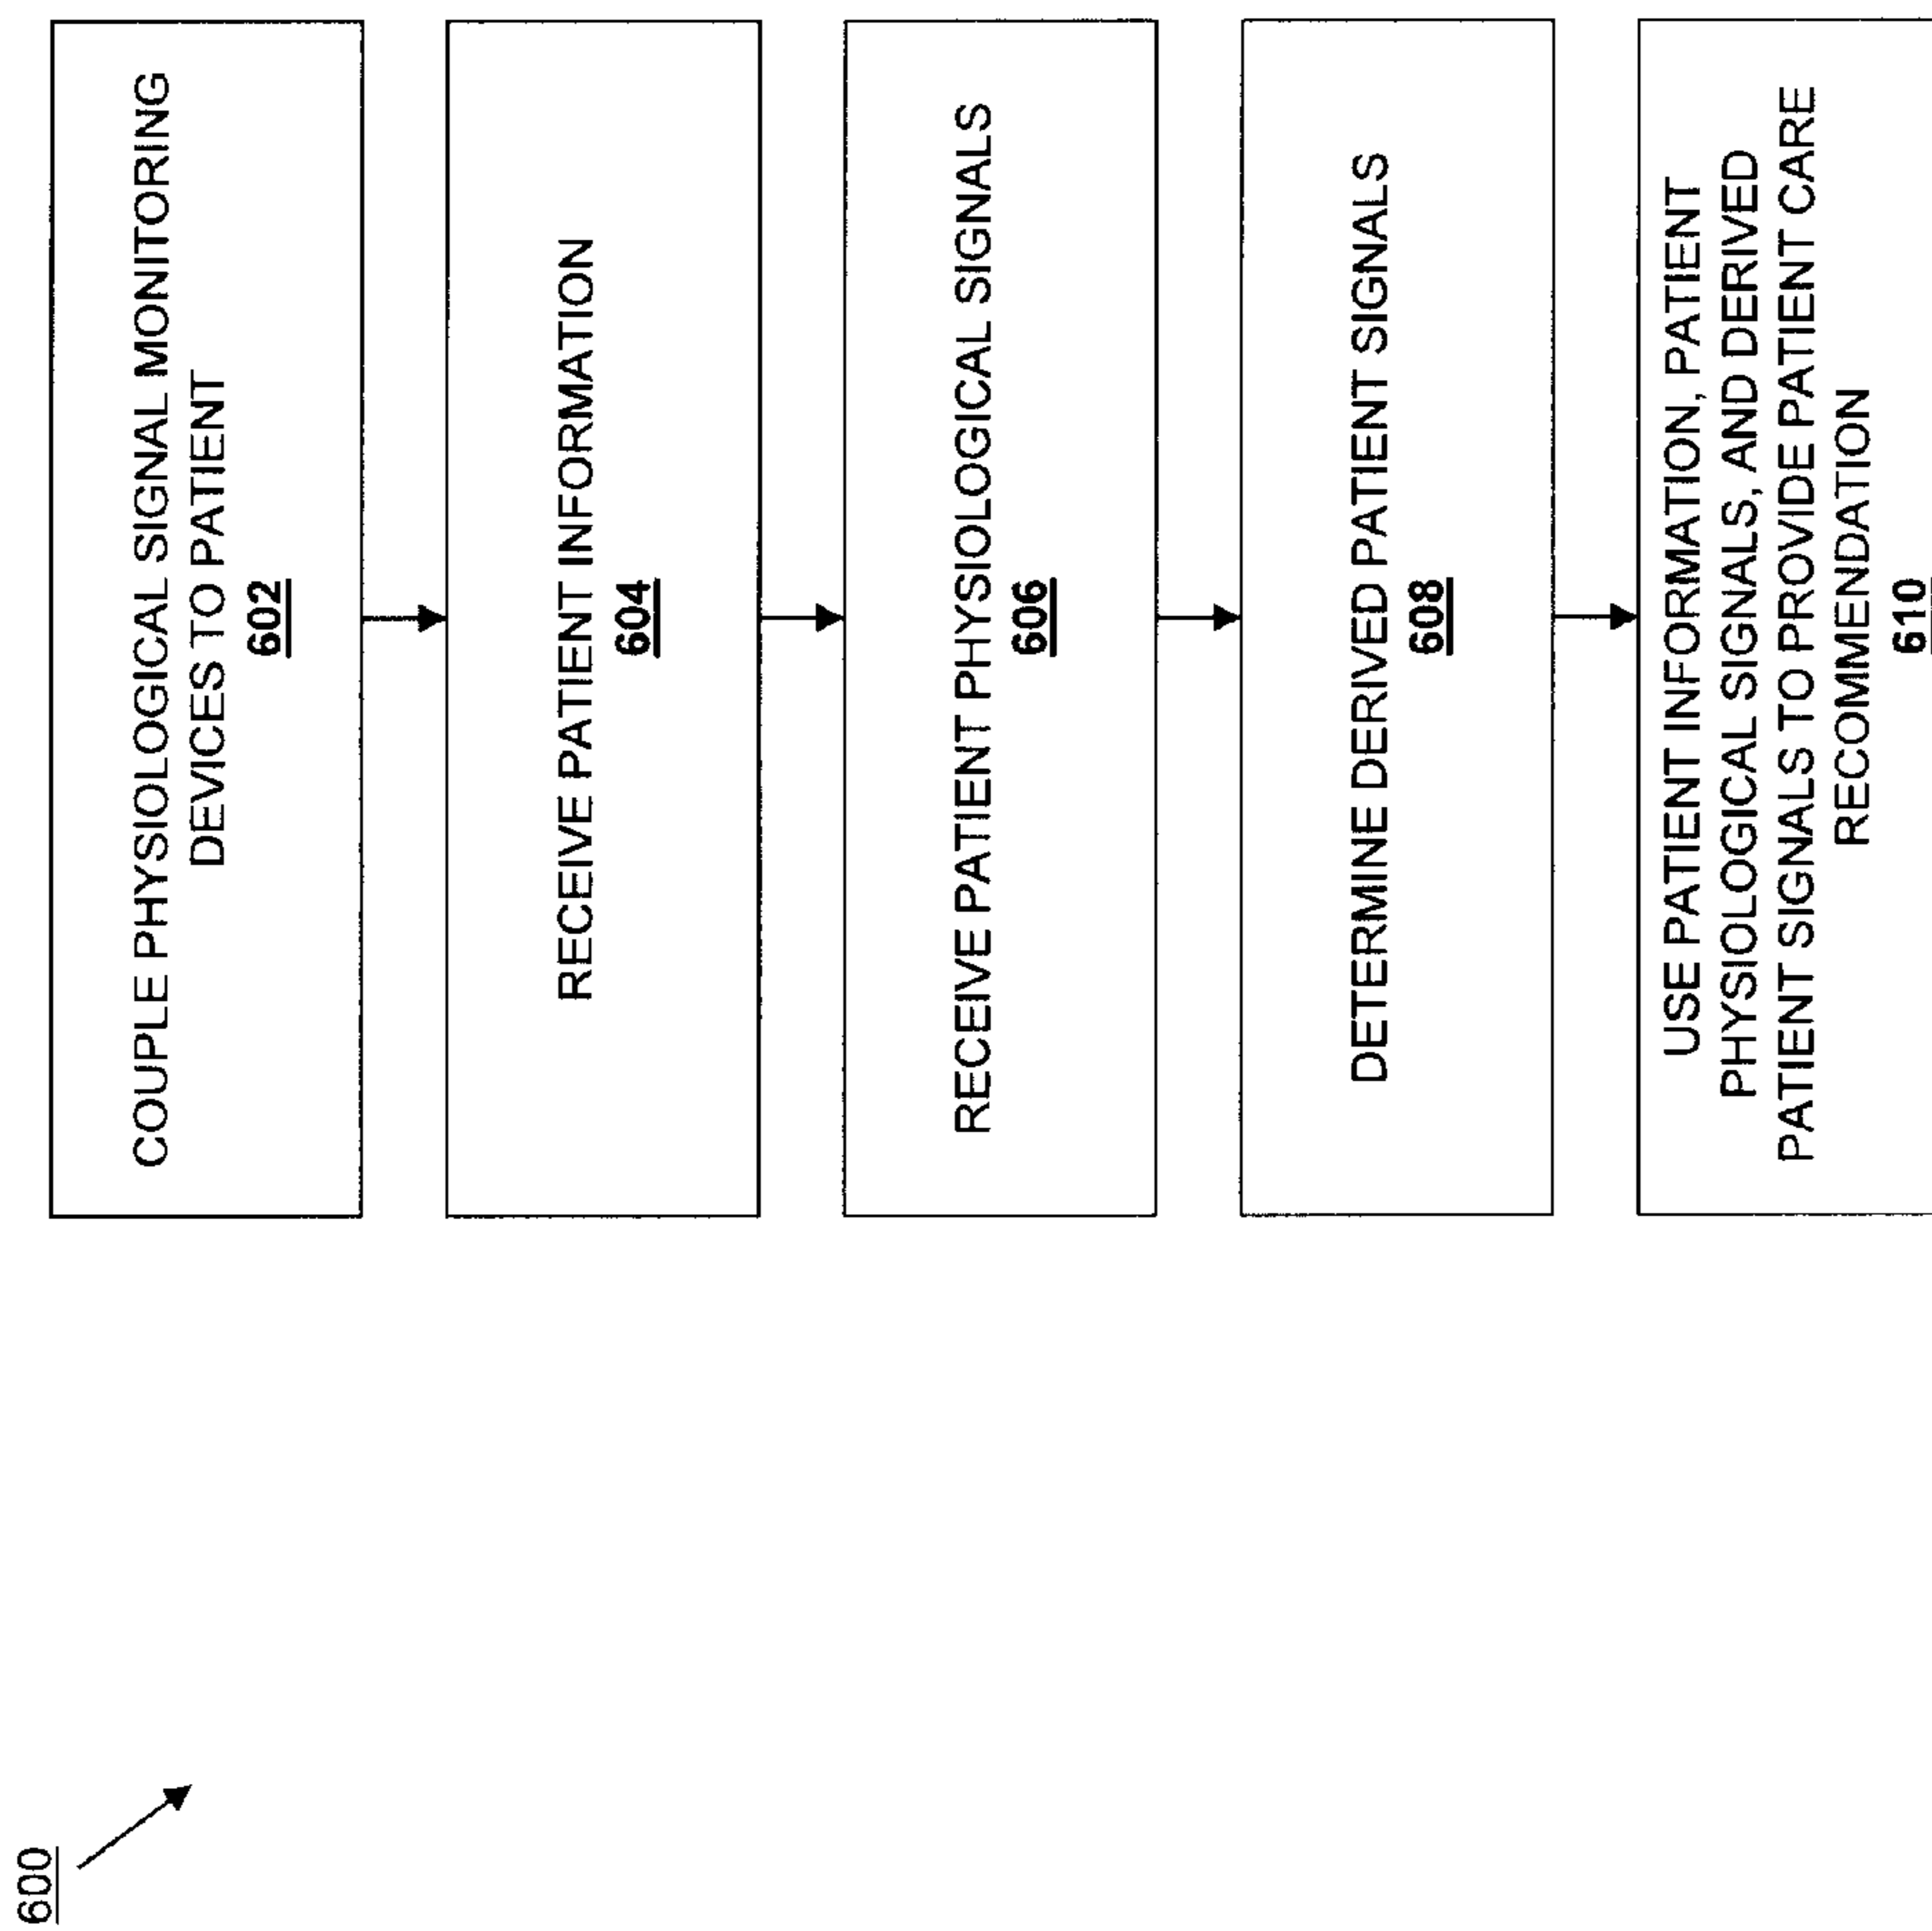 600
COUPLE PHYSIOLOGICAL SIGNAL MONITORING
DEVICES TO PATIENT
602
RECEIVE PATIENT INFORMATION
604
RECEIVE PATIENT PHYSIOLOGICAL SIGNALS
606
DETERMINE DERIVED PATIENT SIGNALS
608
USE PATIENT INFORMATION, PATIENT
PHYSIOLOGICAL SIGNALS, AND DERIVED
PATIENT SIGNALS TO PROVIDE PATIENT CARE
RECOMMENDATION
610